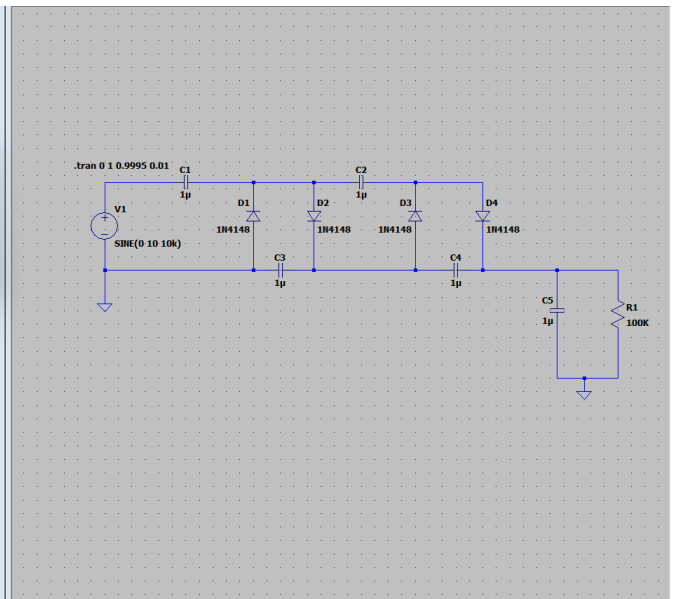 .tran 0 1 0.9995 0.01
C1
1µ
C2
1µ
V1
SINE(0 10 10k)
D1
1N4148
D2
1N4148
D3
1N4148
D4
1N4148
C3
1µ
C4
1µ
C5
1µ
R1
100K